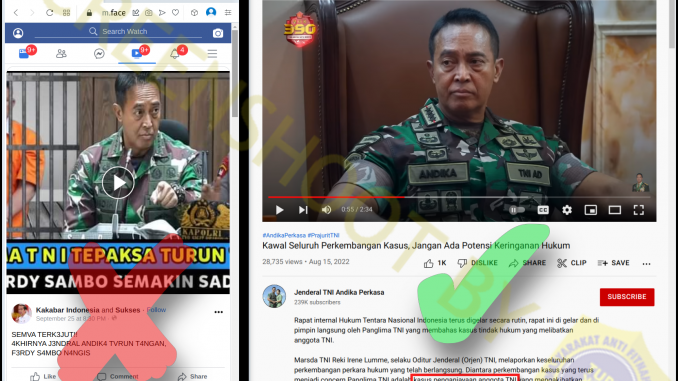 m.face
Search Watch
9+
9+
4
KAPOLRI
A T N I TEPAKSA TURUN T
RDY SAMBO SEMAKIN SAD
Kakabar Indonesia and Sukses · Follow
September 25 at 8:30 PM
SEMVA TERK3JUT!!
4KHIRNYA J3NDRAL ANDIK4 TVRUN T4NGAN,
F3RDY S4MBO N4NGIS
Like
Comment
Share
390
ANDIKA
TNI AD
0:55 / 2:34
#AndikaPerkasa #PrajuritTNI
Kawal Seluruh Perkembangan Kasus, Jangan Ada Potensi Keringanan Hukum
28,735 views • Aug 15, 2022
1K
DISLIKE
SHARE
CLIP
SAVE
Jenderal TNI Andika Perkasa
239K subscribers
SUBSCRIBE
Rapat internal Hukum Tentara Nasional Indonesia terus digelar secara rutin, rapat ini di gelar dan di
pimpin langsung oleh Panglima TNI yang membahas kasus tindak hukum yang melibatkan
anggota TNI.
Marsda TNI Reki Irene Lumme, selaku Oditur Jenderal (Orjen) TNI, melaporkan keseluruhan
perkembangan perkara hukum yang telah berlangsung. Diantara perkembangan kasus yang terus
menjadi concern Panglima TNI adalah kasus penganiayaan anggota TNI yang mengakibatkan